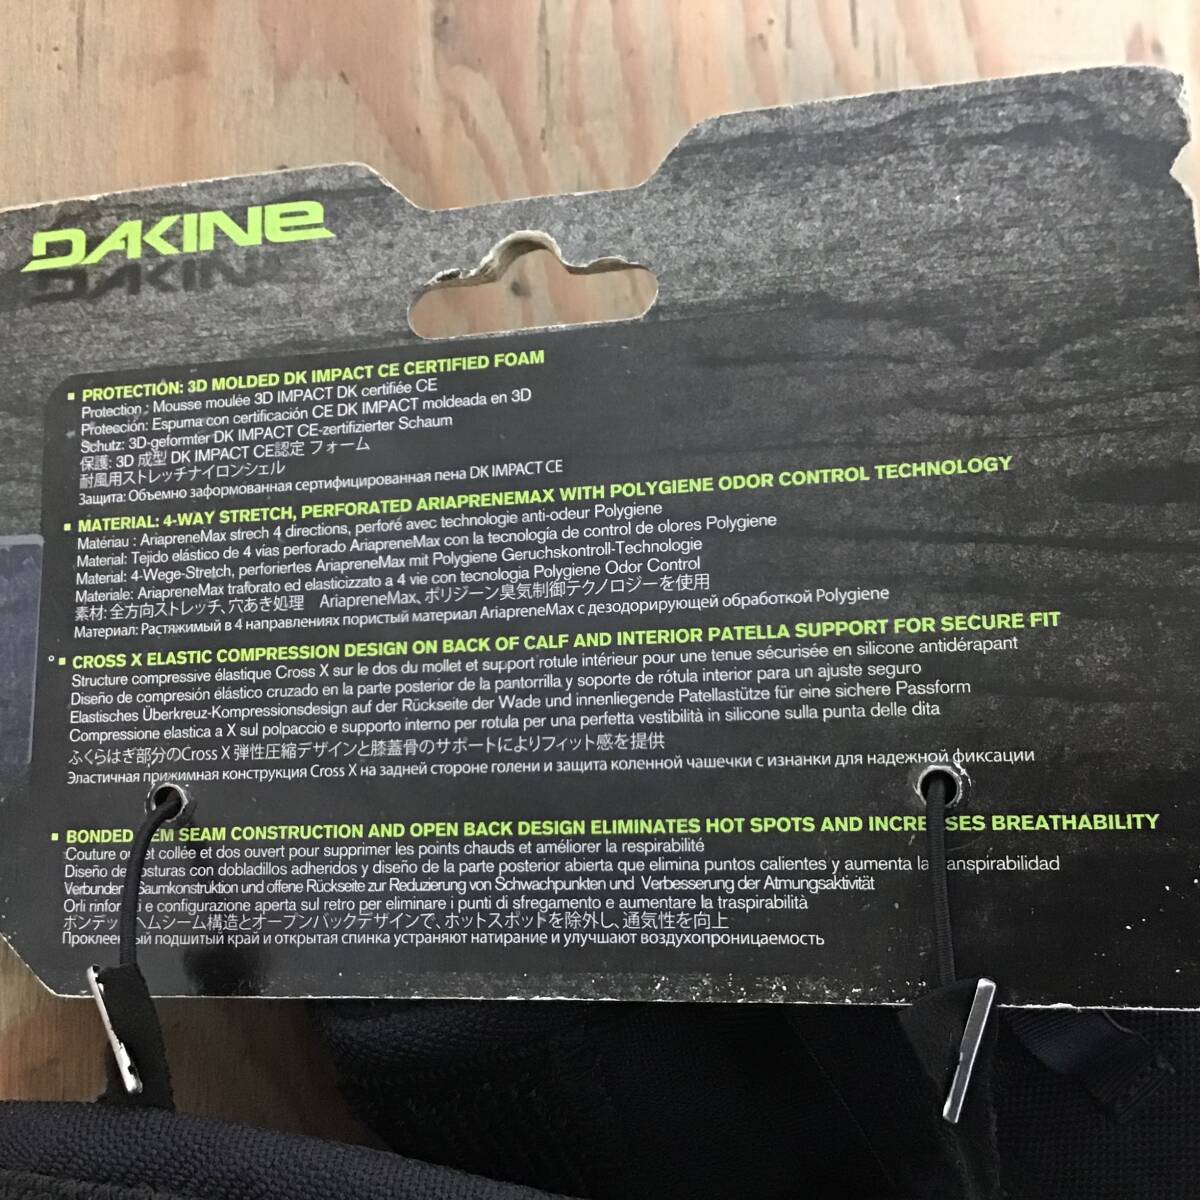 DAKINE
PROTECTION: 3D MOLDED DK IMPACT CE CERTIFIED FOAM
Protection : Mousse moulée 3D IMPACT DK certifiée CE
Protección: Espuma con certificación CE DK IMPACT moldeada en 3D
Schutz: 3D-geformter DK IMPACT CE-zertifizierter Schaum
保護: 3D 成型 DK IMPACT CE認定 フォーム
耐風用ストレッチナイロンシェル
Защита: Объемно заформованная сертифицированная пена DK IMPACT CE
MATERIAL: 4-WAY STRETCH, PERFORATED ARIAPRENEMAX WITH POLYGIENE ODOR CONTROL TECHNOLOGY
Matériau : AriapreneMax strech 4 directions, perforé avec technologie anti-odeur Polygiene
Material: Tejido elástico de 4 vías perforado AriapreneMax con la tecnología de control de olores Polygiene
Material: 4-Wege-Stretch, perforiertes AriapreneMax mit Polygiene Geruchskontroll-Technologie
Materiale: AriapreneMax traforato ed elasticizzato a 4 vie con tecnologia Polygiene Odor Control
素材: 全方向ストレッチ、穴あき処理 AriapreneMax、ポリジーン臭気制御テクノロジーを使用
Материал: Растяжимый в 4 направлениях пористый материал AriapreneMax с дезодорирующей обработкой Polygiene
CROSS X ELASTIC COMPRESSION DESIGN ON BACK OF CALF AND INTERIOR PATELLA SUPPORT FOR SECURE FIT
Structure compressive élastique Cross X sur le dos du mollet et support rotule intérieur pour une tenue sécurisée en silicone antidérapant
Diseño de compresión elástico cruzado en la parte posterior de la pantorrilla y soporte de rótula interior para un ajuste seguro
Elastisches Überkreuz-Kompressionsdesign auf der Rückseite der Wade und innenliegende Patellastütze für eine sichere Passform
Compressione elastica a X sul polpaccio e supporto interno per rotula per una perfetta vestibilità in silicone sulla punta delle dita
ふくらはぎ部分のCross X 弾性圧縮デザインと膝蓋骨のサポートによりフィット感を提供
Эластичная прижимная конструкция Cross X на задней стороне голени и защита коленной чашечки с изнанки для надежной фиксации
BONDED SEAM CONSTRUCTION AND OPEN BACK DESIGN ELIMINATES HOT SPOTS AND BREATHABILITY
Couture collée et dos ouvert pour supprimer les points chauds et améliorer la respirabilité
Diseño con dobladillos adheridos y diseño de la parte posterior abierta que elimina puntos calientes y aumenta la
und offene Rückseite zur Reduzierung von Schwachpunkten und Verbesserung der Atmungsaktivität
Orli e configurazione aperta sul retro per eliminare i punti di sfregamento e aumentare la traspirabilità
ヘムシーム構造とオープンバックデザインで、ホットスポットを除外し、通気性を向上
подшитый край и открытая спинка устраняют натирание и улучшают воздухопроницаемость